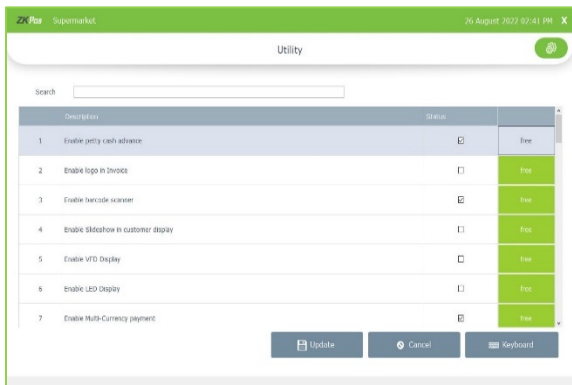 ZKPos Supermarket 26 August 2022 02:41 PM X
Utility
Search
Description Status
1 Enable petty cash advance free
2 Enable logo in Invoice free
3 Enable barcode scanner free
4 Enable Slideshow in customer display free
5 Enable VFD Display free
6 Enable LED Display free
7 Enable Multi-Currency payment free
Update Cancel Keyboard